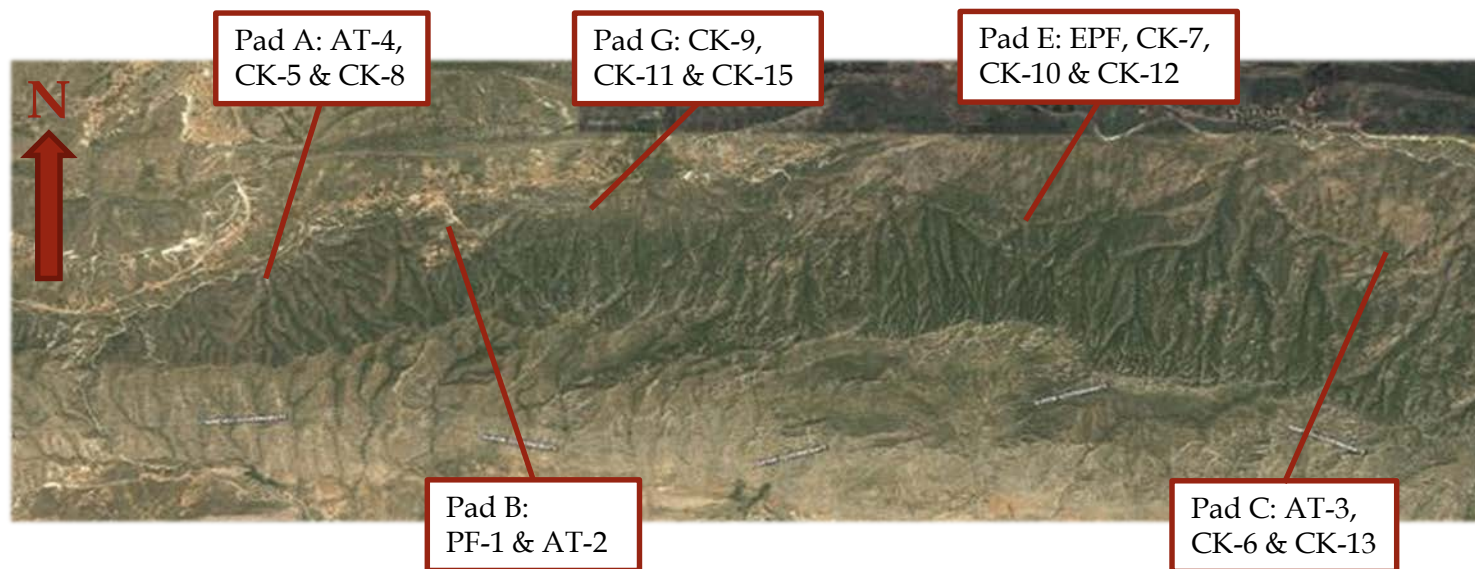 Pad A: AT-4,
CK-5 & CK-8
Pad G: CK-9,
CK-11 & CK-15
Pad E: EPF, CK-7,
CK-10 & CK-12
N
Pad B:
PF-1 & AT-2
Pad C: AT-3,
CK-6 & CK-13